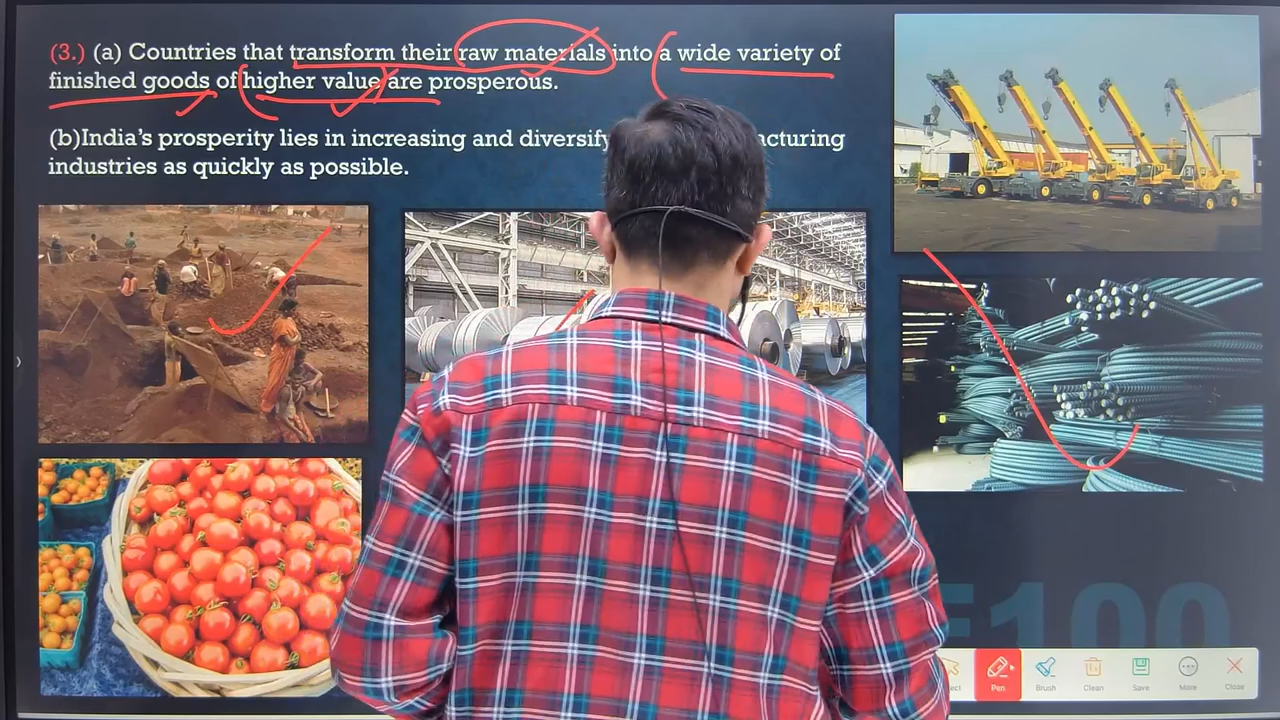 (3.) (a) Countries that transform their raw materials into a wide variety of
finished goods of higher value are prosperous.
(b)India's prosperity lies in increasing and
industries as quickly as possible.
E100
Pen
Brush
Clean
Save
More
Close